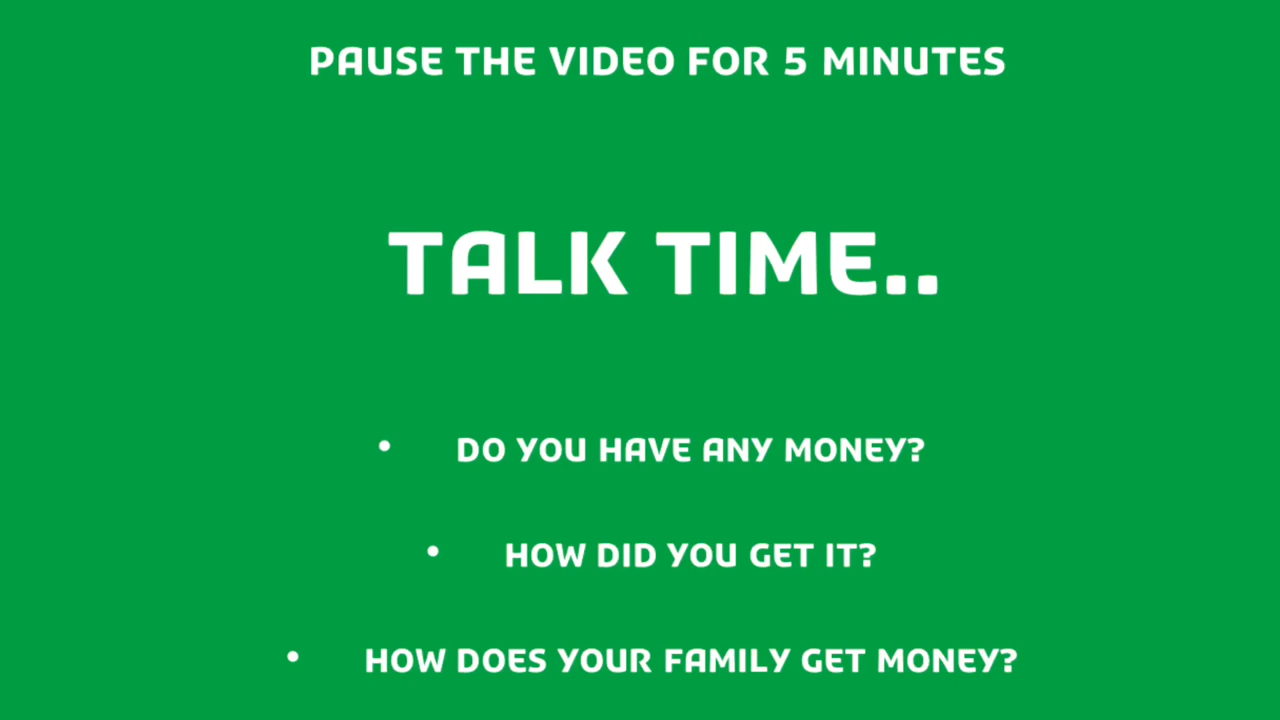 PAUSE THE VIDEO FOR 5 MINUTES
TALK TIME..
• DO YOU HAVE ANY MONEY?
• HOW DID YOU GET IT?
• HOW DOES YOUR FAMILY GET MONEY?